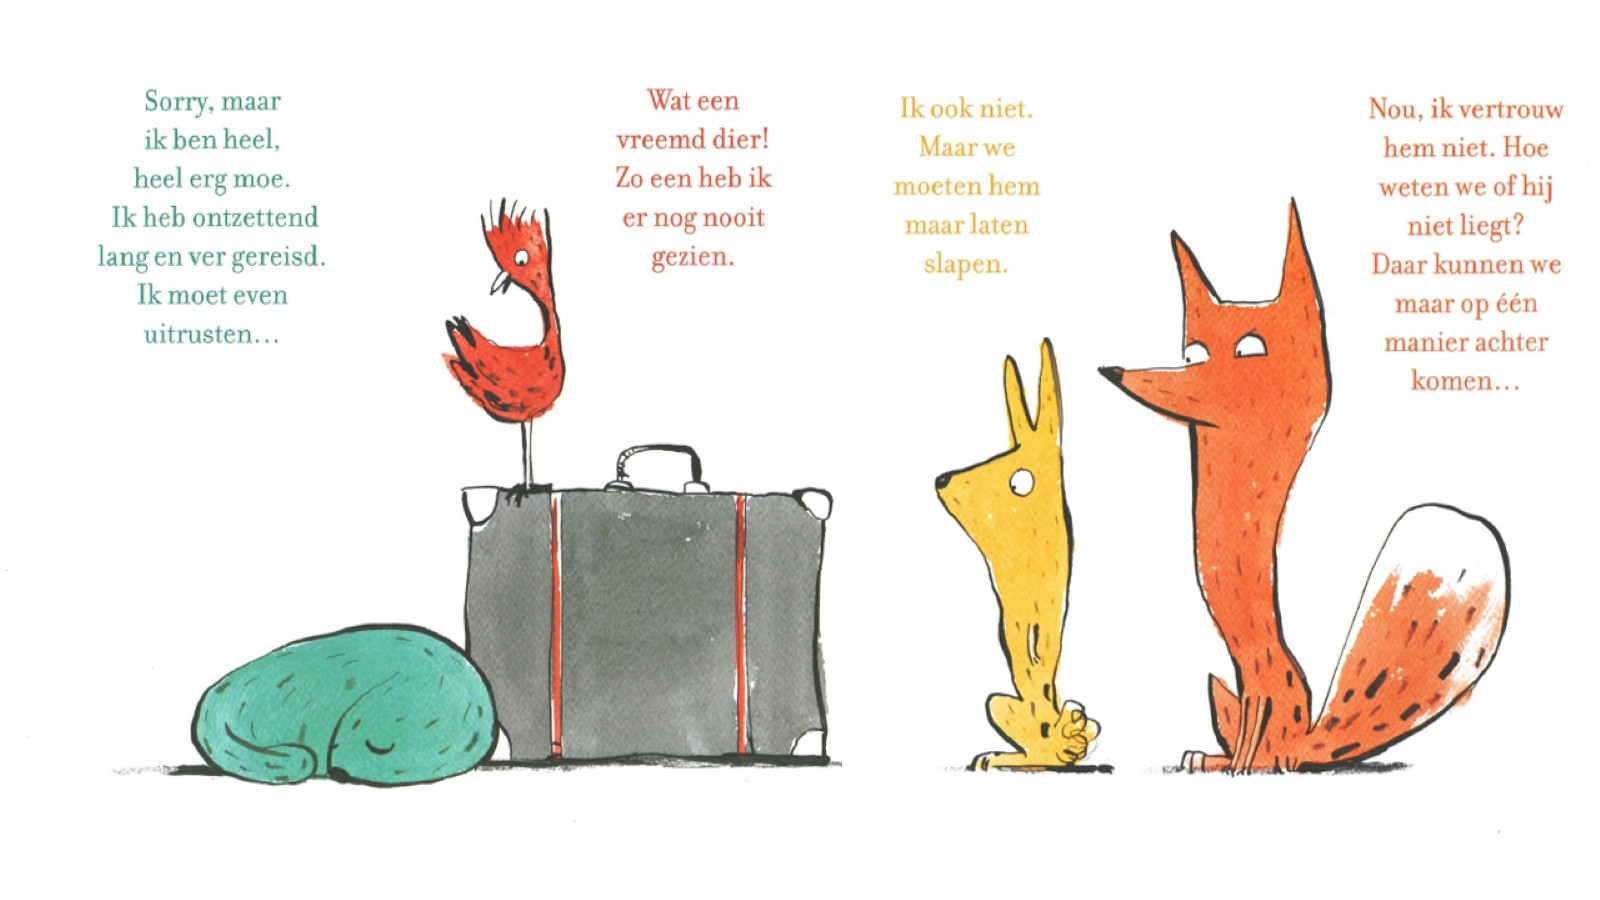 Sorry, maar
ik ben heel,
heel erg moe.
Ik heb ontzettend
lang en ver gereisd.
Ik moet even
uitrusten...
Wat een
vreemd dier!
Zo een heb ik
er nog nooit
gezien.
Ik ook niet.
Maar we
moeten hem
maar laten
slapen.
Nou, ik vertrouw
hem niet. Hoe
weten we of hij
niet liegt?
Daar kunnen we
maar op één
manier achter
komen...